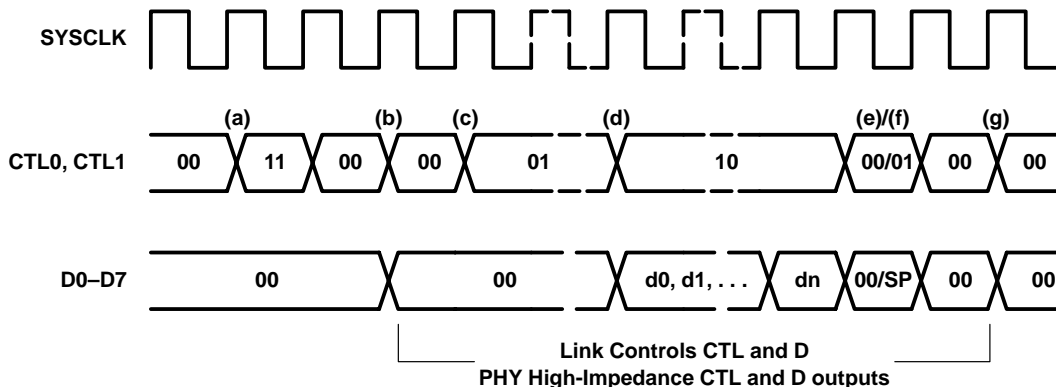 SYSCLK
(a) (b) (c) (d) (e)/(f) (g)
CTL0, CTL1 00 11 00 00 01 10 00/01 00 00
D0–D7 00 00 d0, d1, . . . dn 00/SP 00 00
Link Controls CTL and D
PHY High-Impedance CTL and D outputs